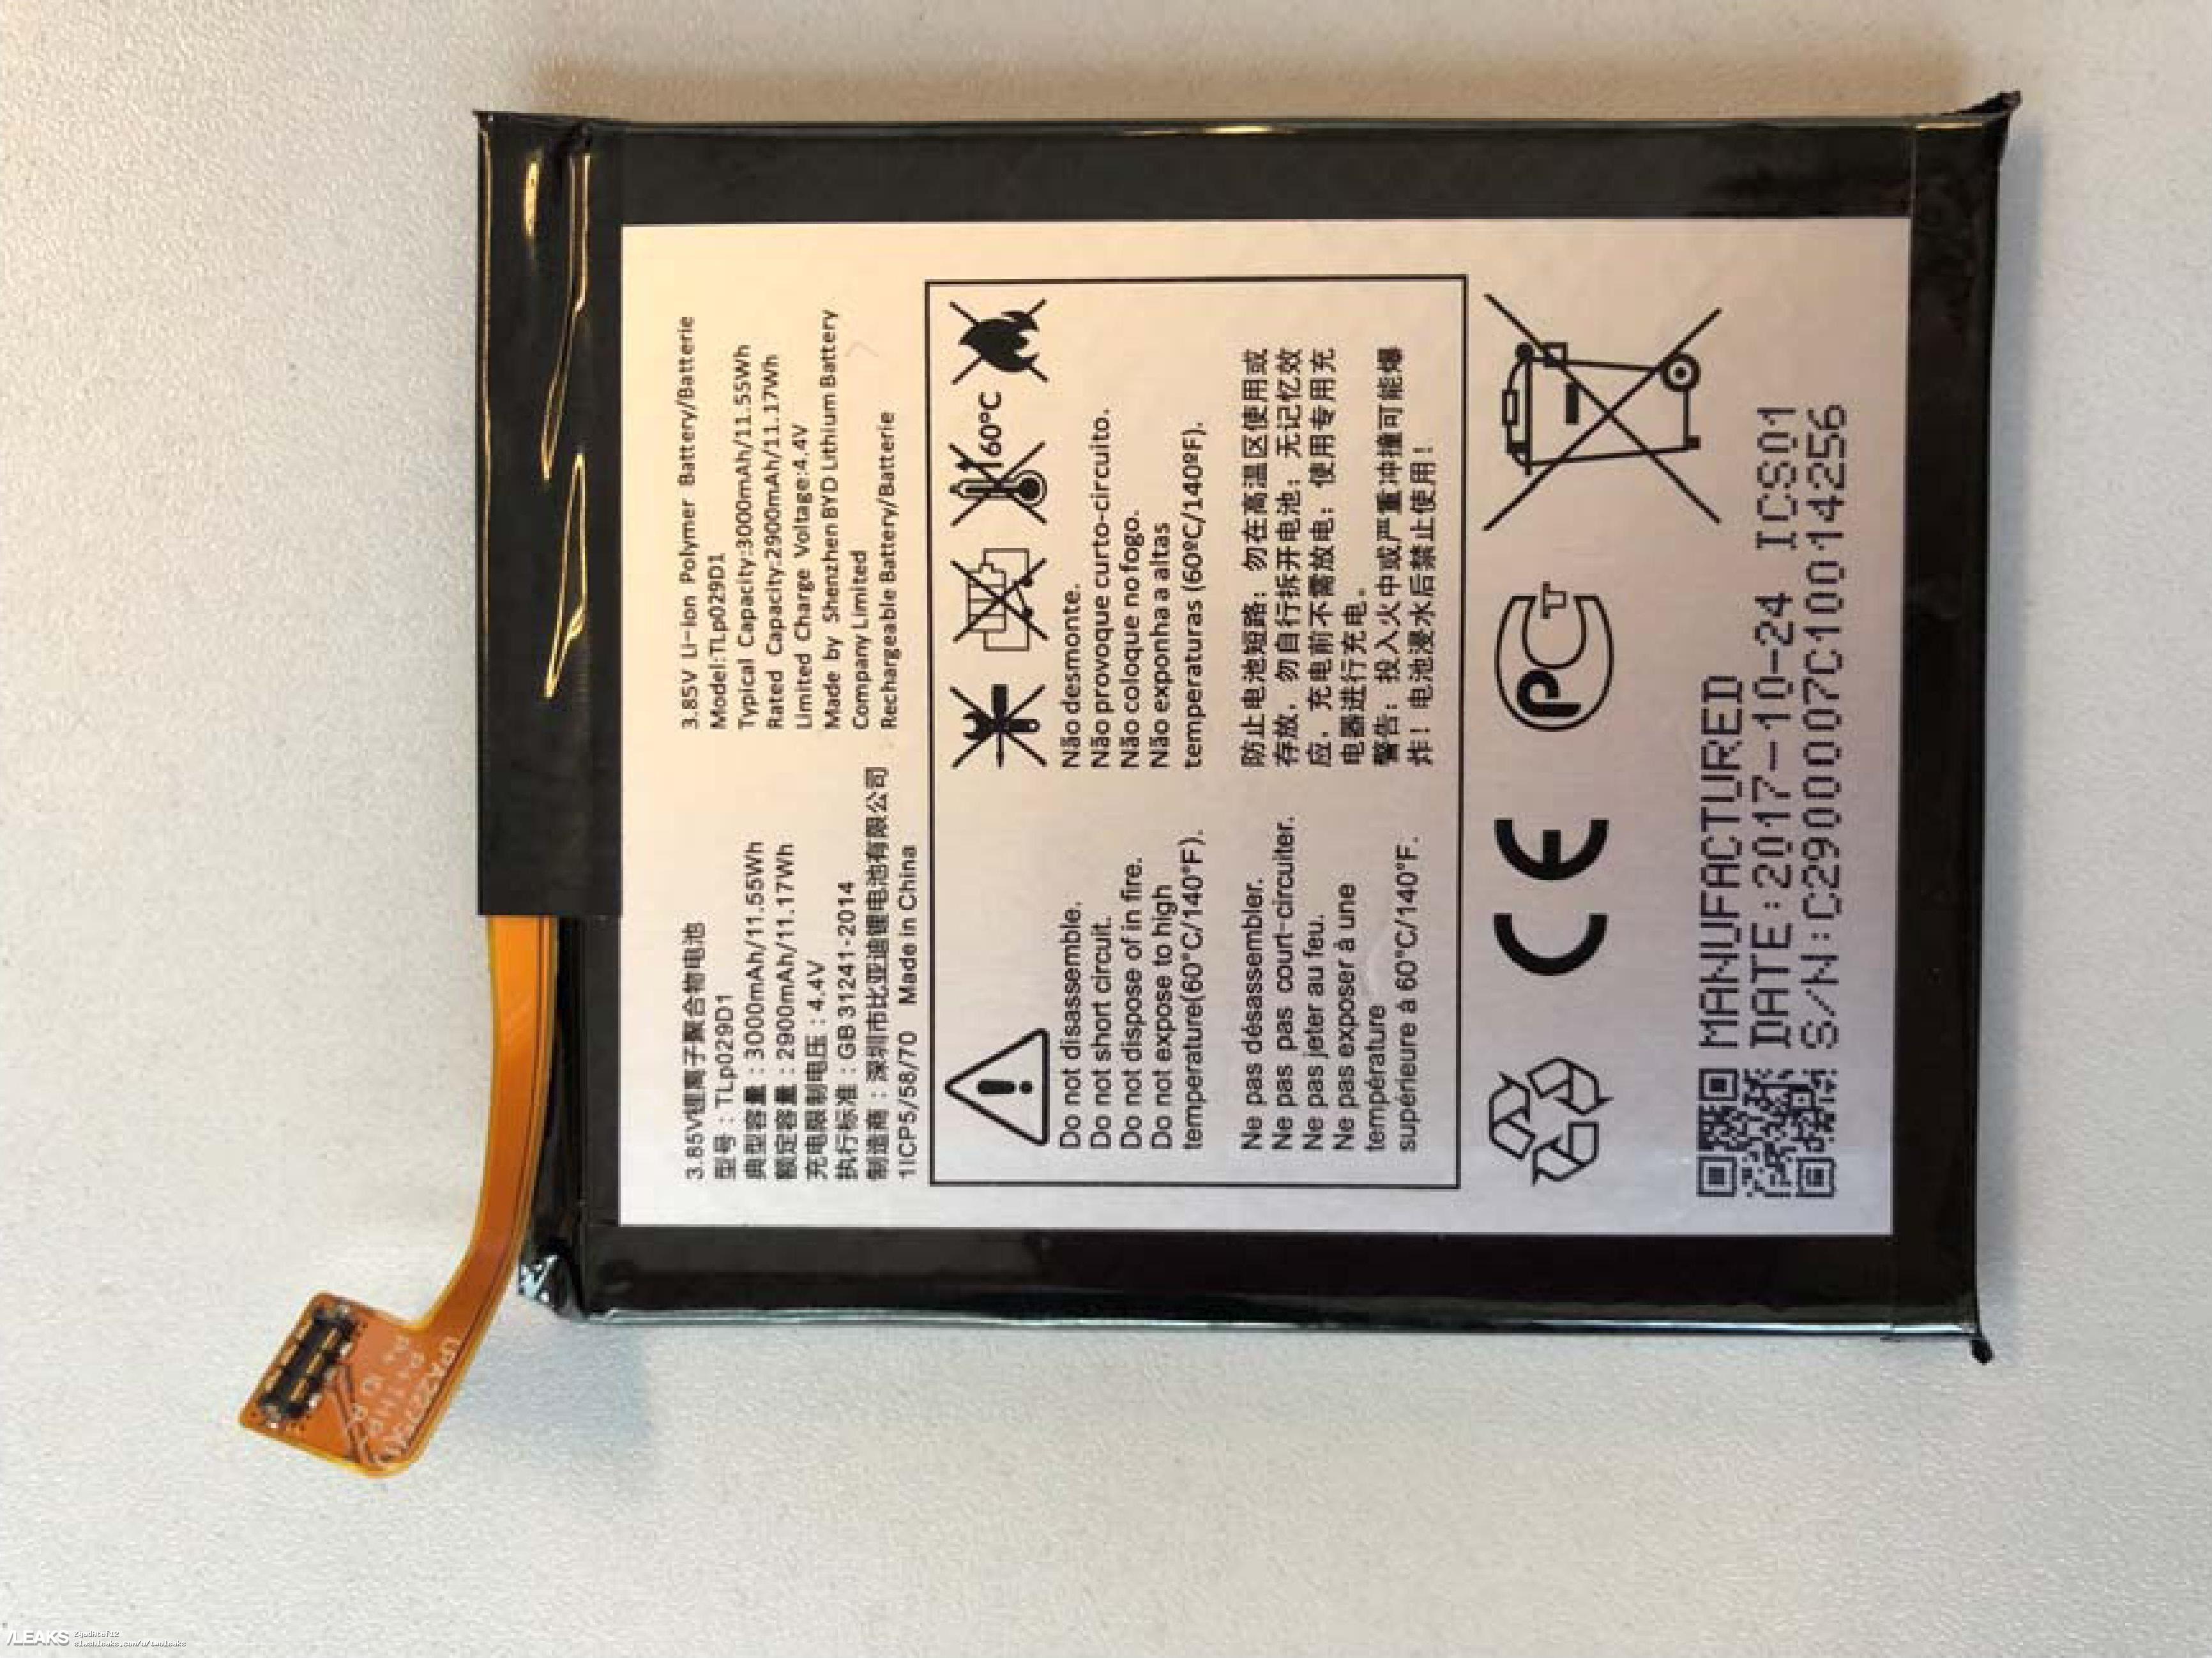 3.85V锂离子聚合物电池
型号：TLp029D1
典型容量：3000mAh/11.55Wh
额定容量：2900mAh/11.17Wh
充电限制电压：4.4V
执行标准：GB 31241-2014
制造商：深圳市比亚迪锂电池有限公司
1ICP5/58/70 Made in China
3.85V Li-ion Polymer Battery/Batterie
Model:TLp029D1
Typical Capacity:3000mAh/11.55Wh
Rated Capacity:2900mAh/11.17Wh
Limited Charge Voltage:4.4V
Made by Shenzhen BYD Lithium Battery
Company Limited
Rechargeable Battery/Batterie
60°C
Do not disassemble.
Do not short circuit.
Do not dispose of in fire.
Do not expose to high
temperature(60°C/140°F).
Não desmonte.
Não provoque curto-circuito.
Não coloque no fogo.
Não exponha a altas
temperaturas (60ºC/140ºF).
Ne pas désassembler.
Ne pas court-circuiter.
Ne pas jeter au feu.
Ne pas exposer à une
température
supérieure à 60°C/140°F.
防止电池短路；勿在高温区使用或
存放，勿自行拆开电池；无记忆效
应，充电前不需放电；使用专用充
电器进行充电。
警告：投入火中或严重冲撞可能爆
炸！电池浸水后禁止使用！
CE
MANUFACTURED
DATE:2017-10-24 ICS01
S/N:C290007C10014256
/LEAKS